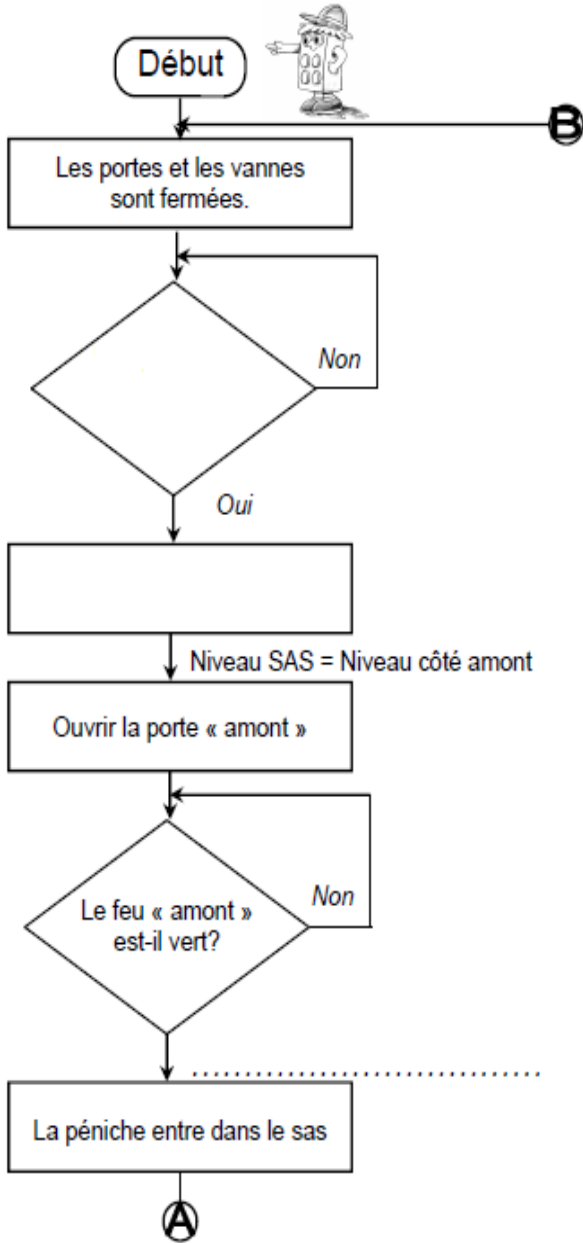 Début
B
Les portes et les vannes
sont fermées.
Non
Oui
Niveau SAS = Niveau côté amont
Ouvrir la porte « amont »
Non
Le feu « amont »
est-il vert?
................................
La péniche entre dans le sas
A